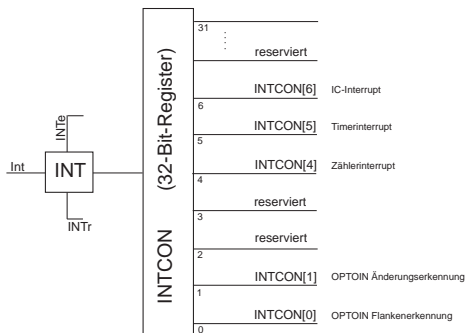 31
reserviert
INTCON[6] IC-Interrupt
6
INTCON[5] Timerinterrupt
5
INTCON[4] Zählerinterrupt
4
reserviert
3
reserviert
2
INTCON[1] OPTOIN Änderungserkennung
1
INTCON[0] OPTOIN Flankenerkennung
0
INTCON (32-Bit-Register)
INTe
Int
INT
INTr